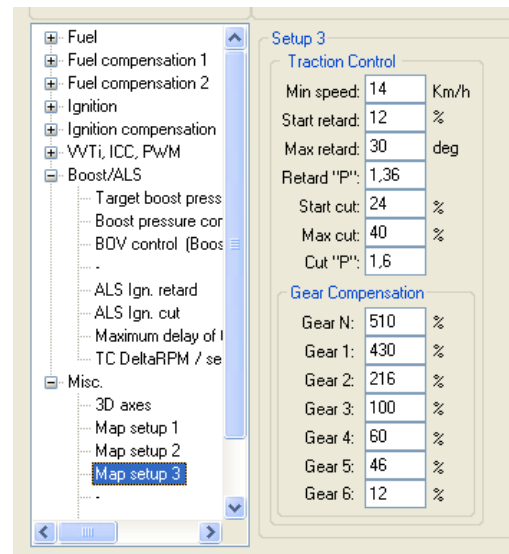 Fuel
Fuel compensation 1
Fuel compensation 2
Ignition
Ignition compensation
VVTi, ICC, PWM
Boost/ALS
Target boost press
Boost pressure cor
BOV control (Boos
-
ALS Ign. retard
ALS Ign. cut
Maximum delay of
TC DeltaRPM / se
Misc.
3D axes
Map setup 1
Map setup 2
Map setup 3
-
Setup 3
Traction Control
Min speed: 14 Km/h
Start retard: 12 %
Max retard: 30 deg
Retard "P": 1,36
Start cut: 24 %
Max cut: 40 %
Cut "P": 1,6
Gear Compensation
Gear N: 510 %
Gear 1: 430 %
Gear 2: 216 %
Gear 3: 100 %
Gear 4: 60 %
Gear 5: 46 %
Gear 6: 12 %